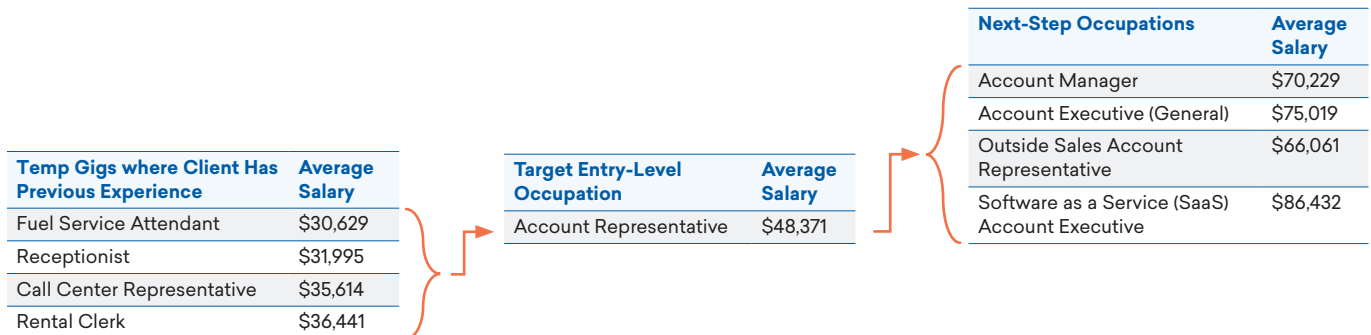 Temp Gigs where Client Has Previous Experience Average Salary
Fuel Service Attendant $30,629
Receptionist $31,995
Call Center Representative $35,614
Rental Clerk $36,441
Target Entry-Level Occupation Average Salary
Account Representative $48,371
Next-Step Occupations Average Salary
Account Manager $70,229
Account Executive (General) $75,019
Outside Sales Account Representative $66,061
Software as a Service (SaaS) Account Executive $86,432